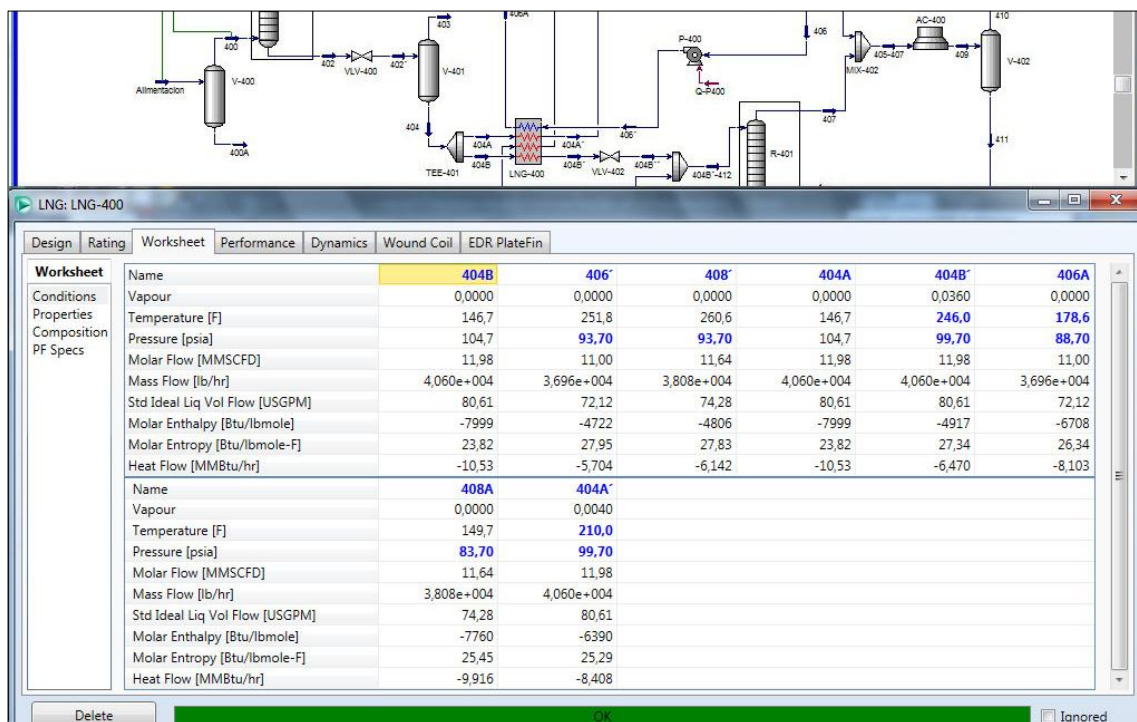 403
406A
410
400
402
VLV-400
402´
V-401
Alimentacion
V-400
400A
404
404A
404B
TEE-401
LNG-400
404A´
404B´
VLV-402
404B´´
404B´-412
406´
P-400
Q-P400
406
MIX-402
405-407
AC-400
409
V-402
407
R-401
411
LNG: LNG-400
Design Rating Worksheet Performance Dynamics Wound Coil EDR PlateFin
Worksheet
Conditions
Properties
Composition
PF Specs
Name 404B 406´ 408´ 404A 404B´ 406A
Vapour 0,0000 0,0000 0,0000 0,0000 0,0360 0,0000
Temperature [F] 146,7 251,8 260,6 146,7 246,0 178,6
Pressure [psia] 104,7 93,70 93,70 104,7 99,70 88,70
Molar Flow [MMSCFD] 11,98 11,00 11,64 11,98 11,98 11,00
Mass Flow [lb/hr] 4,060e+004 3,696e+004 3,808e+004 4,060e+004 4,060e+004 3,696e+004
Std Ideal Liq Vol Flow [USGPM] 80,61 72,12 74,28 80,61 80,61 72,12
Molar Enthalpy [Btu/lbmole] -7999 -4722 -4806 -7999 -4917 -6708
Molar Entropy [Btu/lbmole-F] 23,82 27,95 27,83 23,82 27,34 26,34
Heat Flow [MMBtu/hr] -10,53 -5,704 -6,142 -10,53 -6,470 -8,103
Name 408A 404A´
Vapour 0,0000 0,0040
Temperature [F] 149,7 210,0
Pressure [psia] 83,70 99,70
Molar Flow [MMSCFD] 11,64 11,98
Mass Flow [lb/hr] 3,808e+004 4,060e+004
Std Ideal Liq Vol Flow [USGPM] 74,28 80,61
Molar Enthalpy [Btu/lbmole] -7760 -6390
Molar Entropy [Btu/lbmole-F] 25,45 25,29
Heat Flow [MMBtu/hr] -9,916 -8,408
Delete
OK
Ignored